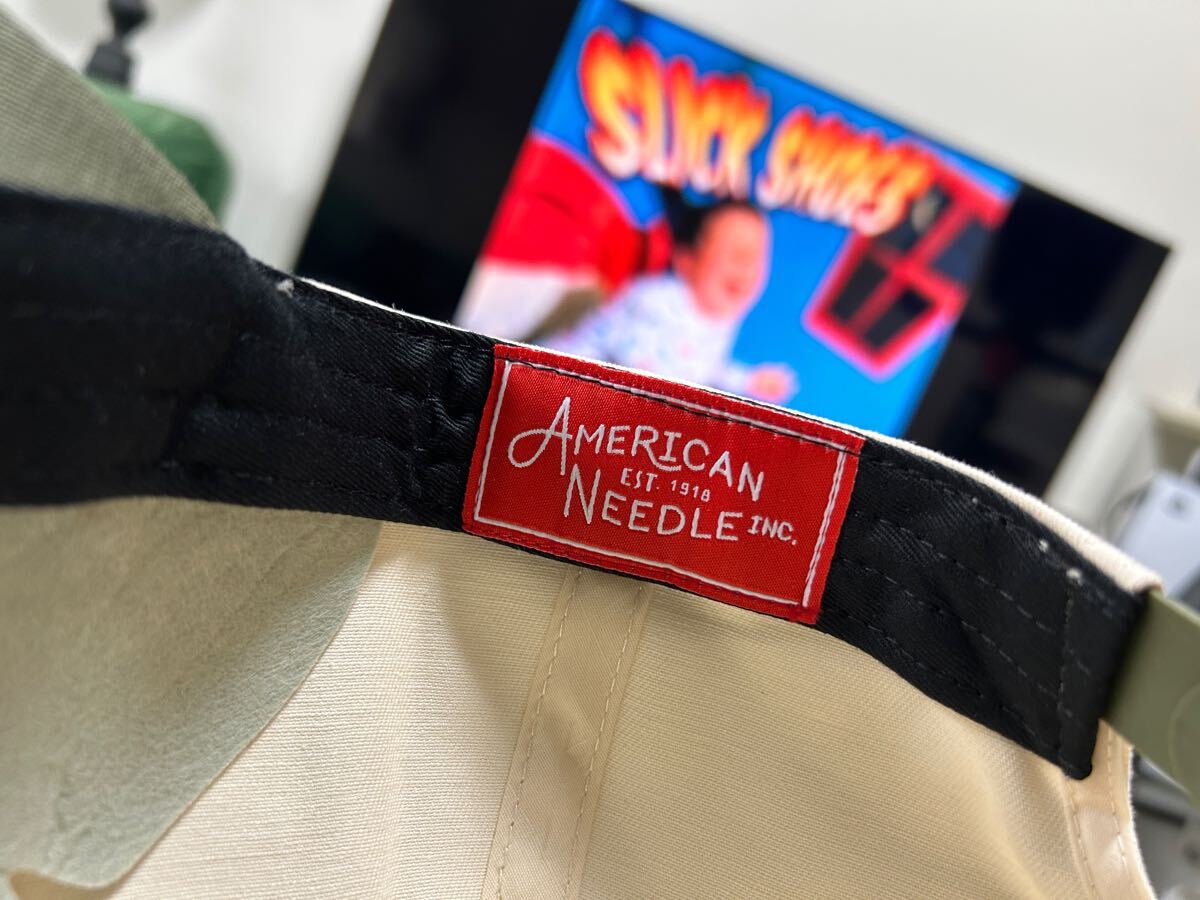 SLICK SHOES
AMERICAN
EST. 1918
NEEDLE INC.